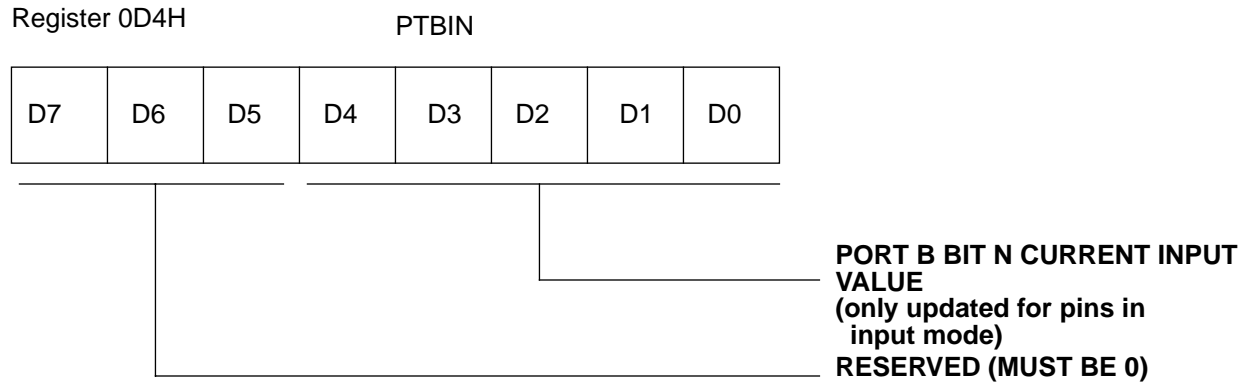 Register 0D4H
PTBIN
D7 D6 D5 D4 D3 D2 D1 D0
PORT B BIT N CURRENT INPUT
VALUE
(only updated for pins in
input mode)
RESERVED (MUST BE 0)